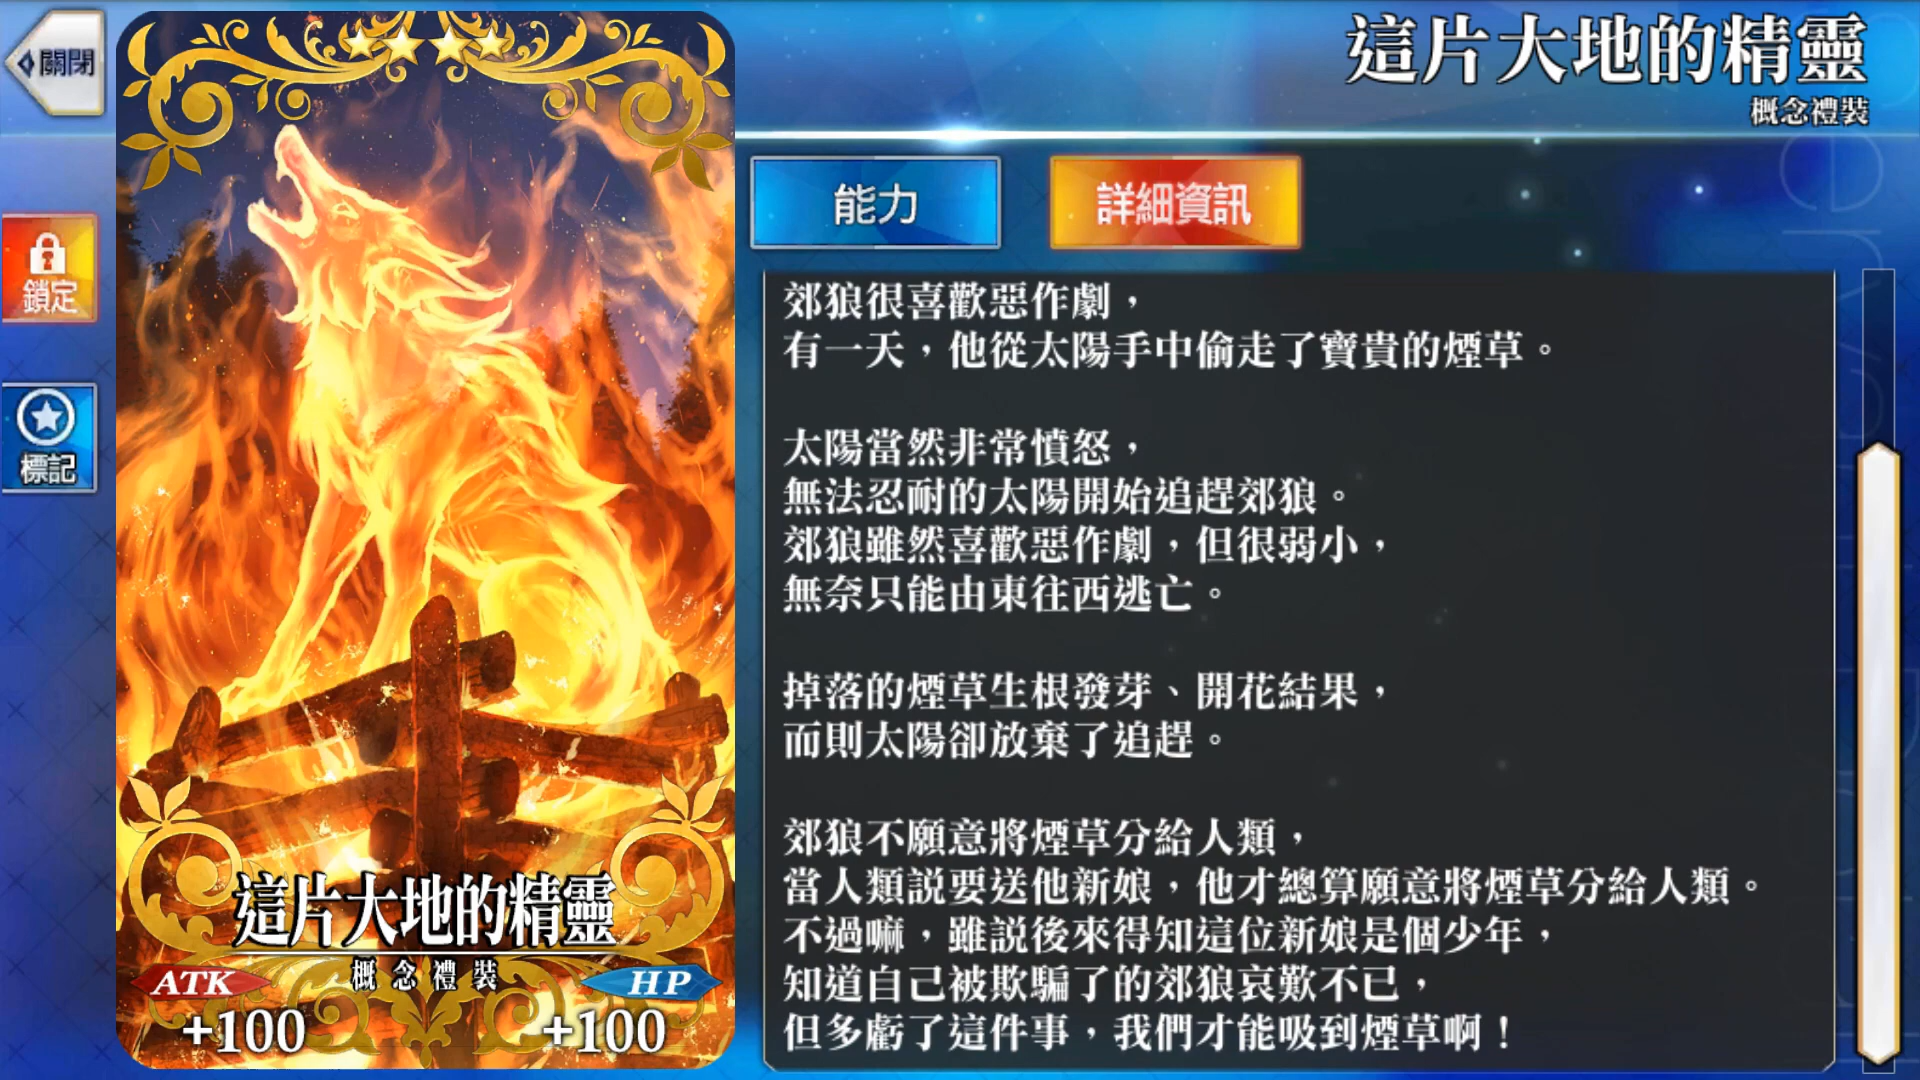 關閉
這片大地的精靈
概念禮裝
能力
詳細資訊
鎖定
標記
郊狼很喜歡惡作劇，
有一天，他從太陽手中偷走了寶貴的煙草。
太陽當然非常憤怒，
無法忍耐的太陽開始追趕郊狼。
郊狼雖然喜歡惡作劇，但很弱小，
無奈只能由東往西逃亡。
掉落的煙草生根發芽、開花結果，
而則太陽卻放棄了追趕。
郊狼不願意將煙草分給人類，
當人類說要送他新娘，他才總算願意將煙草分給人類。
不過嘛，雖說後來得知這位新娘是個少年，
知道自己被欺騙了的郊狼哀歎不已，
但多虧了這件事，我們才能吸到煙草啊！
這片大地的精靈
概念禮裝
ATK
HP
+100
+100